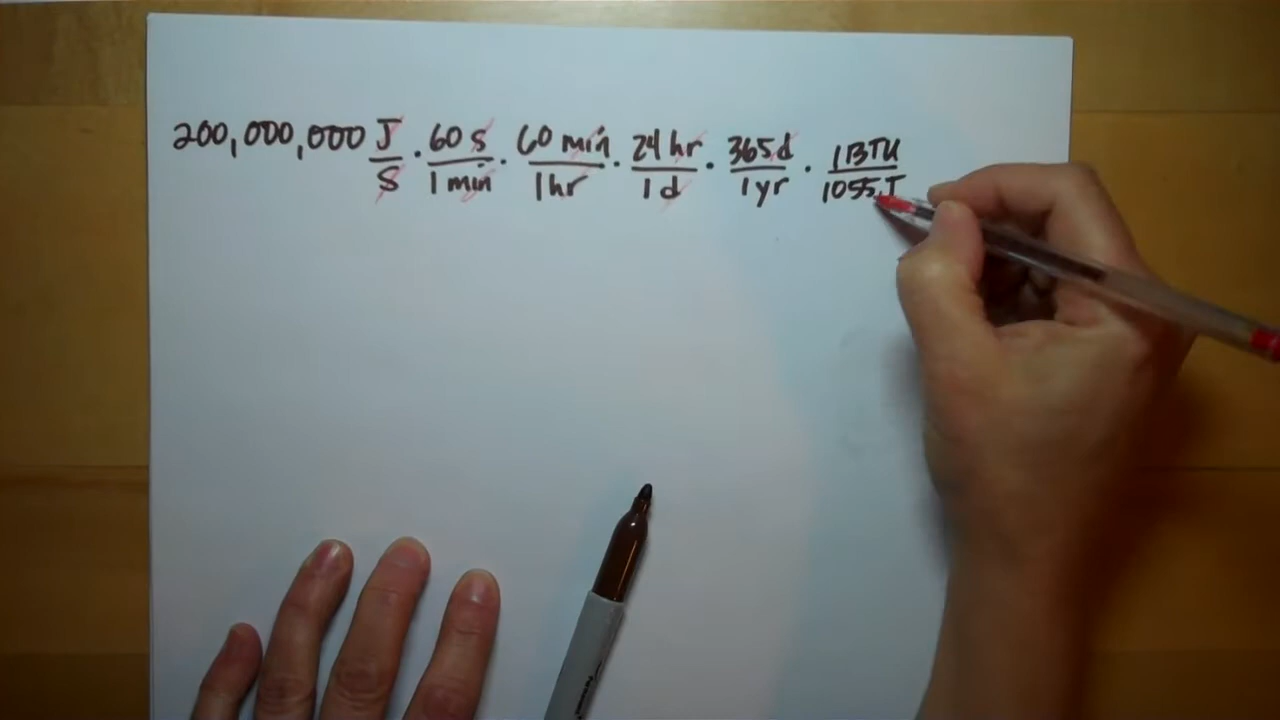 200,000,000 J/S · 60 s/1 min · 60 min/1 hr · 24 hr/1 d · 365 d/1 yr · 1 BTU/1055 J